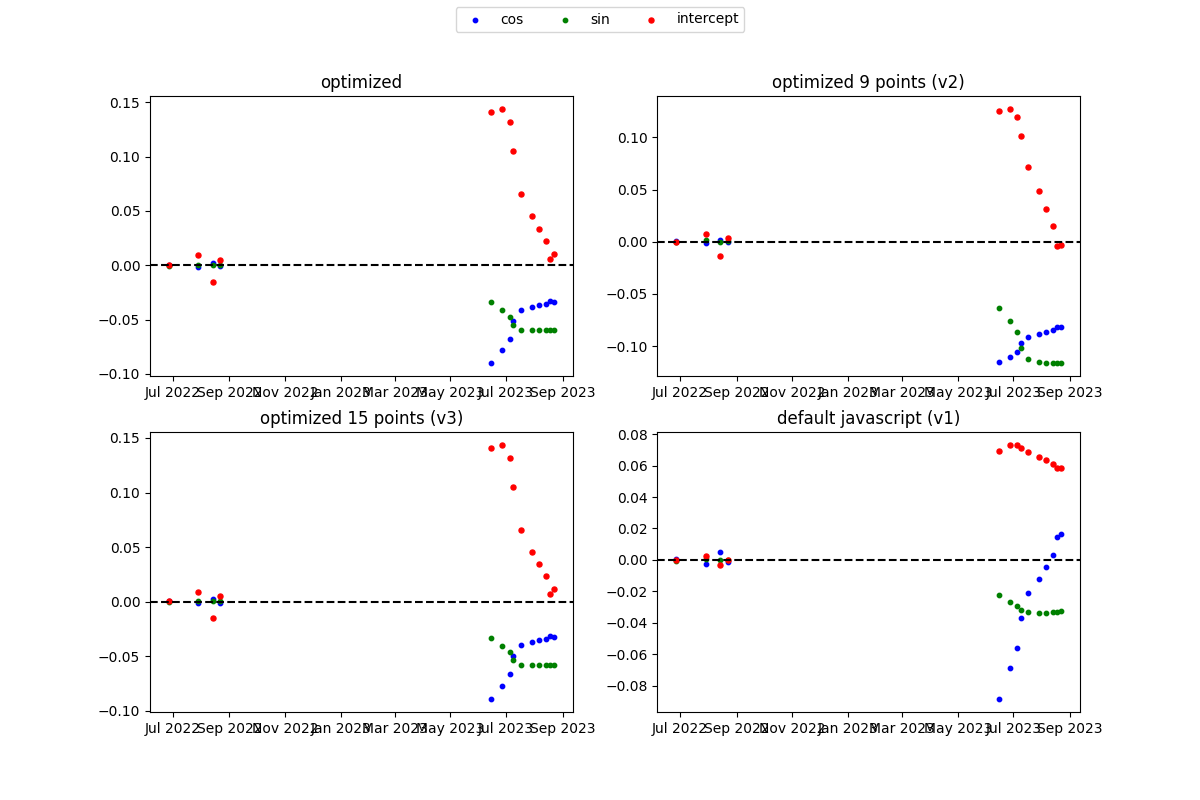 cos sin intercept
optimized
0.15
0.10
0.05
0.00
−0.05
−0.10
Jul 2022 Sep 2022 Nov 2022 Jan 2023 Mar 2023 May 2023 Jul 2023 Sep 2023
optimized 9 points (v2)
0.10
0.05
0.00
−0.05
−0.10
Jul 2022 Sep 2022 Nov 2022 Jan 2023 Mar 2023 May 2023 Jul 2023 Sep 2023
optimized 15 points (v3)
0.15
0.10
0.05
0.00
−0.05
−0.10
Jul 2022 Sep 2022 Nov 2022 Jan 2023 Mar 2023 May 2023 Jul 2023 Sep 2023
default javascript (v1)
0.08
0.06
0.04
0.02
0.00
−0.02
−0.04
−0.06
−0.08
Jul 2022 Sep 2022 Nov 2022 Jan 2023 Mar 2023 May 2023 Jul 2023 Sep 2023